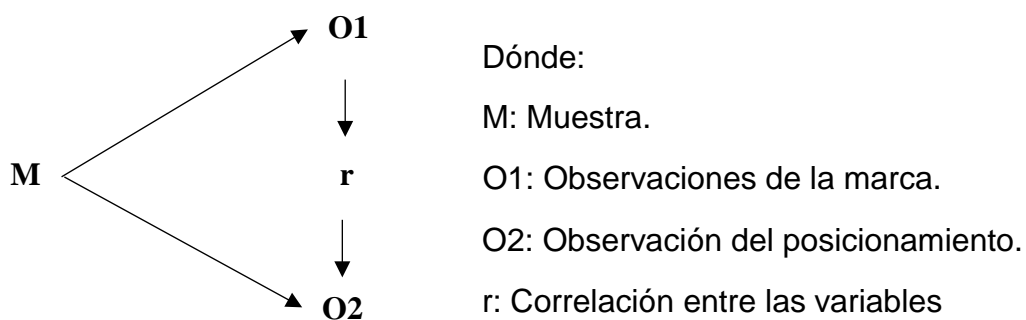 O1
M
r
O2
Dónde:
M: Muestra.
O1: Observaciones de la marca.
O2: Observación del posicionamiento.
r: Correlación entre las variables